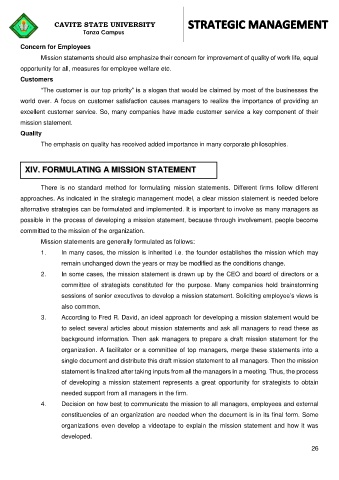 CAVITE STATE UNIVERSITY
Tanza Campus
STRATEGIC MANAGEMENT
Concern for Employees
Mission statements should also emphasize their concern for improvement of quality of work life, equal
opportunity for all, measures for employee welfare etc.
Customers
"The customer is our top priority" is a slogan that would be claimed by most of the businesses the
world over. A focus on customer satisfaction causes managers to realize the importance of providing an
excellent customer service. So, many companies have made customer service a key component of their
mission statement.
Quality
The emphasis on quality has received added importance in many corporate philosophies.
XIV. FORMULATING A MISSION STATEMENT
There is no standard method for formulating mission statements. Different firms follow different
approaches. As indicated in the strategic management model, a clear mission statement is needed before
alternative strategies can be formulated and implemented. It is important to involve as many managers as
possible in the process of developing a mission statement, because through involvement, people become
committed to the mission of the organization.
Mission statements are generally formulated as follows:
1. In many cases, the mission is inherited i.e. the founder establishes the mission which may
remain unchanged down the years or may be modified as the conditions change.
2. In some cases, the mission statement is drawn up by the CEO and board of directors or a
committee of strategists constituted for the purpose. Many companies hold brainstorming
sessions of senior executives to develop a mission statement. Soliciting employee's views is
also common.
3. According to Fred R. David, an ideal approach for developing a mission statement would be
to select several articles about mission statements and ask all managers to read these as
background information. Then ask managers to prepare a draft mission statement for the
organization. A facilitator or a committee of top managers, merge these statements into a
single document and distribute this draft mission statement to all managers. Then the mission
statement is finalized after taking inputs from all the managers in a meeting. Thus, the process
of developing a mission statement represents a great opportunity for strategists to obtain
needed support from all managers in the firm.
4. Decision on how best to communicate the mission to all managers, employees and external
constituencies of an organization are needed when the document is in its final form. Some
organizations even develop a videotape to explain the mission statement and how it was
developed.
26